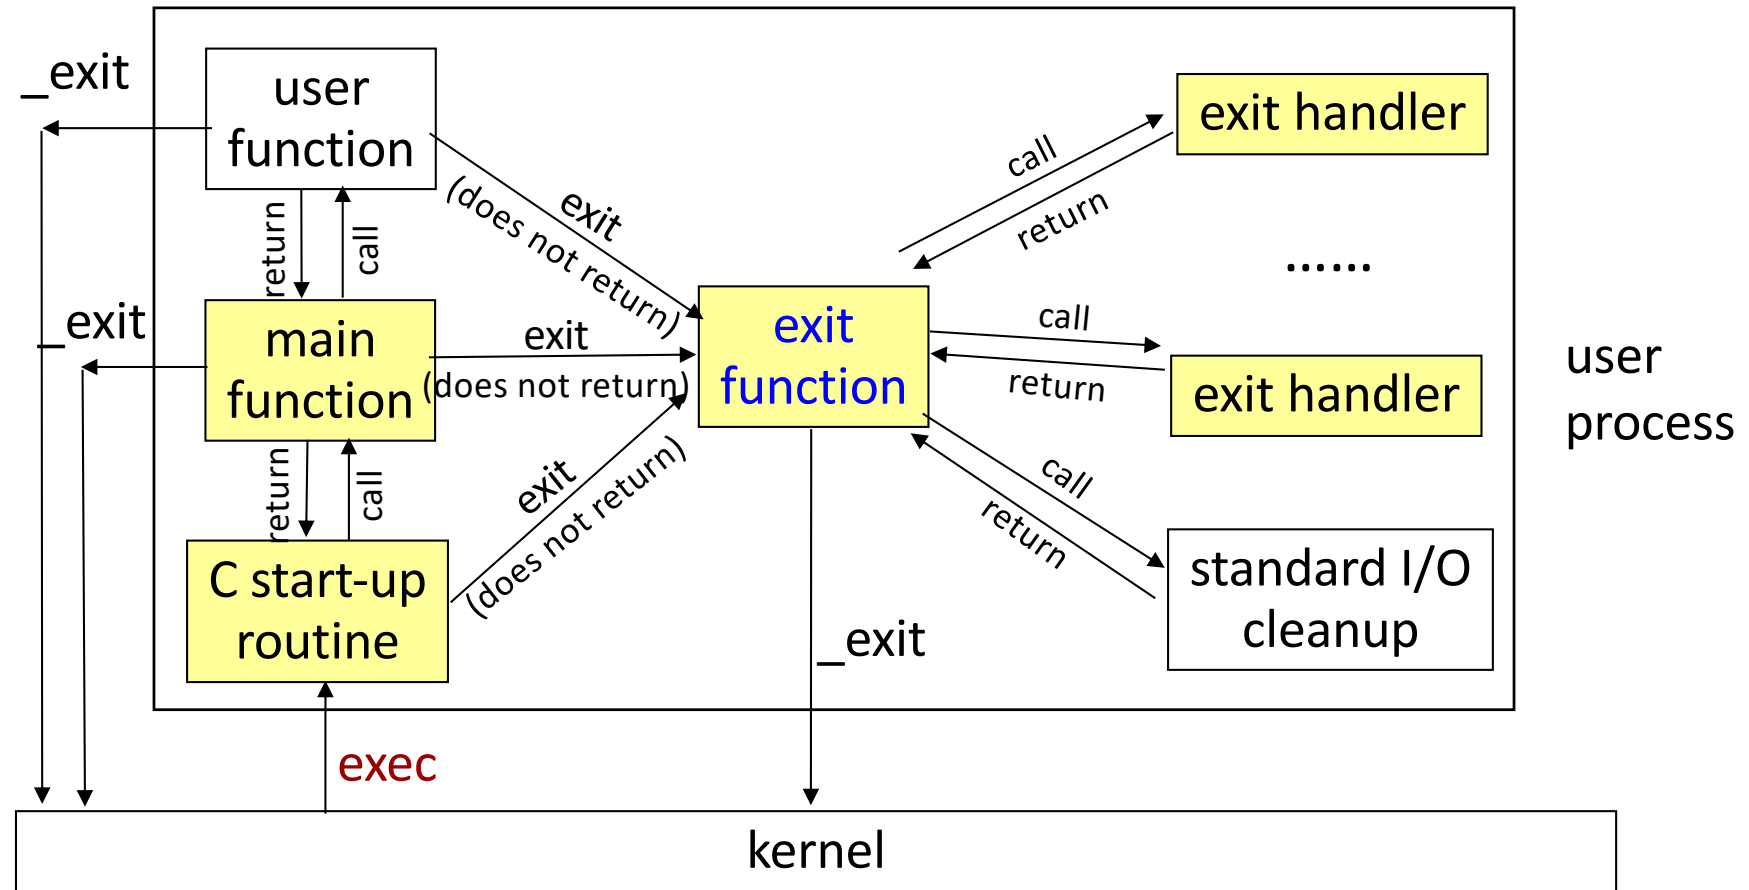 _exit
user
function
exit
(does not return)
call
return
exit handler
......
return
call
_exit
main
function
exit
(does not return)
exit
function
call
return
exit handler
user
process
return
call
exit
(does not return)
call
return
C start-up
routine
standard I/O
cleanup
_exit
exec
kernel